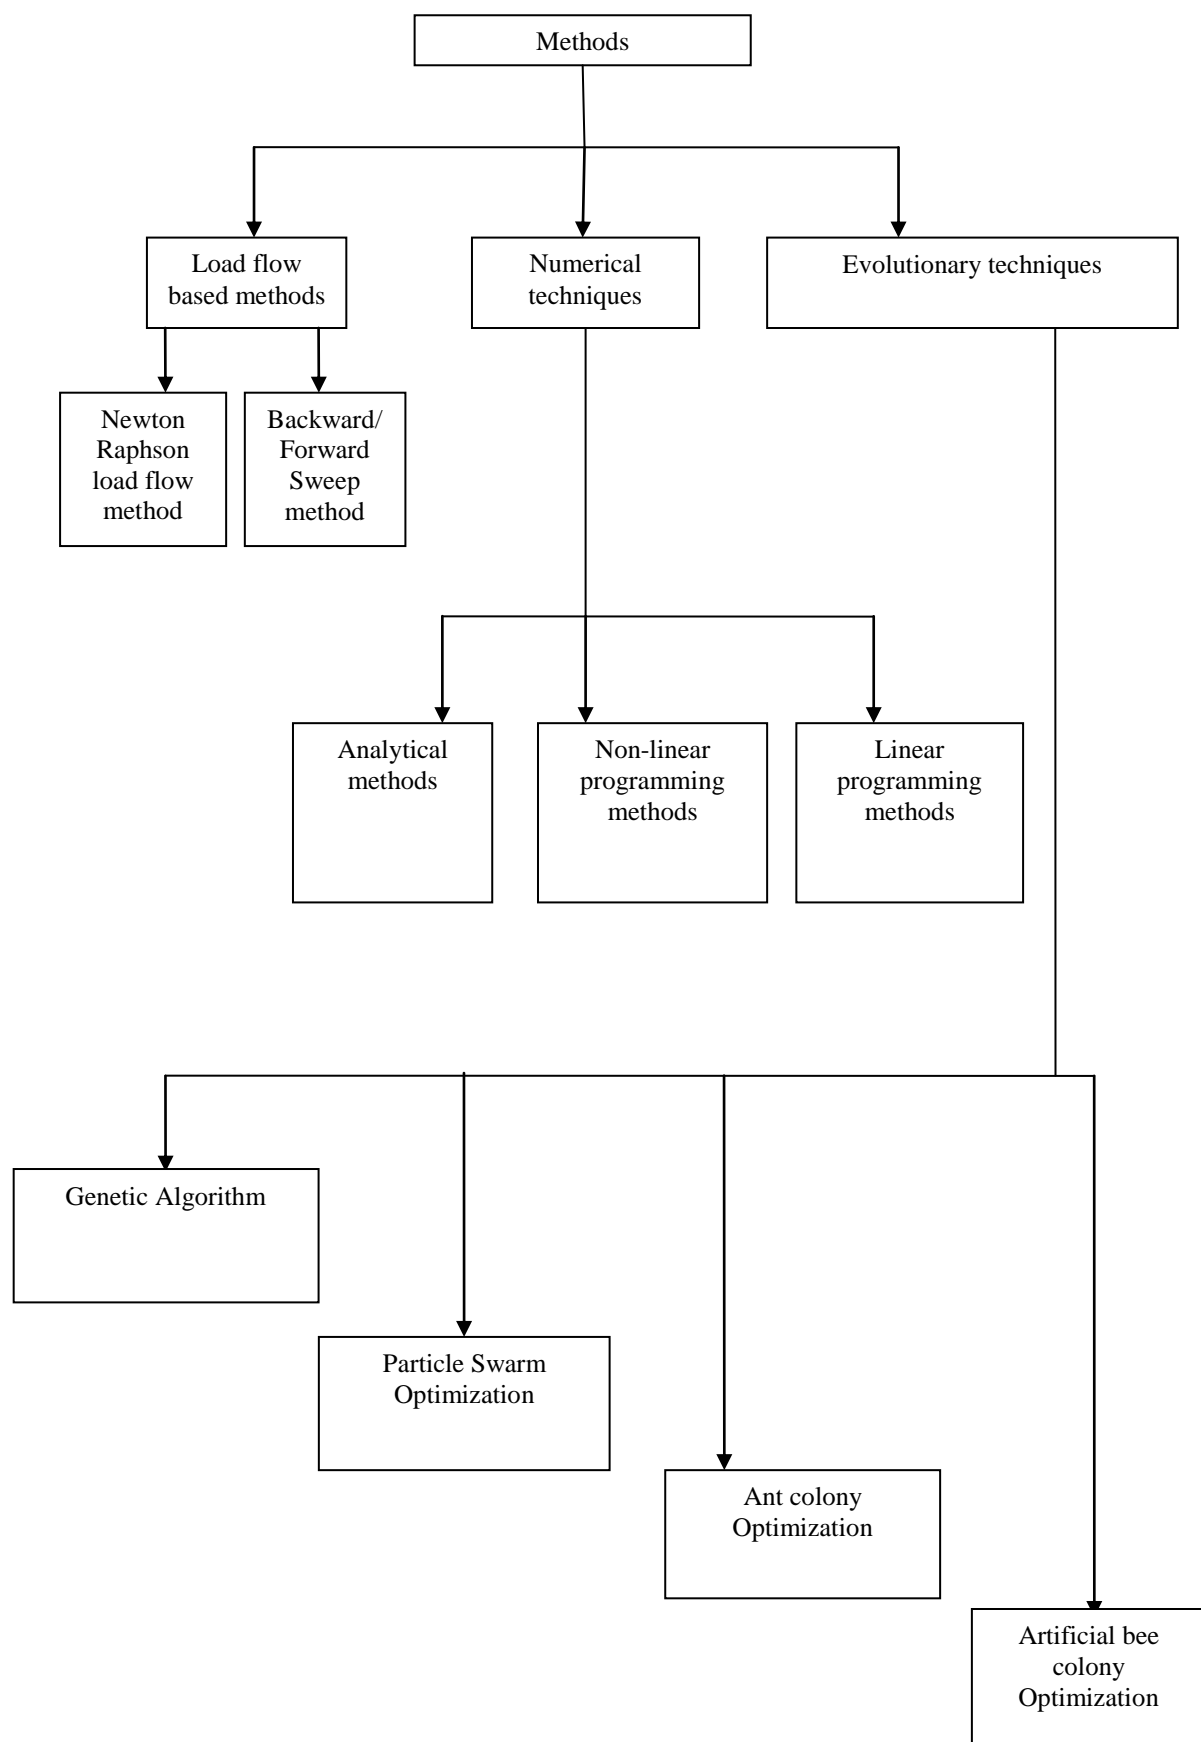 Methods
Load flow
based methods
Numerical
techniques
Evolutionary techniques
Newton
Raphson
load flow
method
Backward/
Forward
Sweep
method
Analytical
methods
Non-linear
programming
methods
Linear
programming
methods
Genetic Algorithm
Particle Swarm
Optimization
Ant colony
Optimization
Artificial bee
colony
Optimization